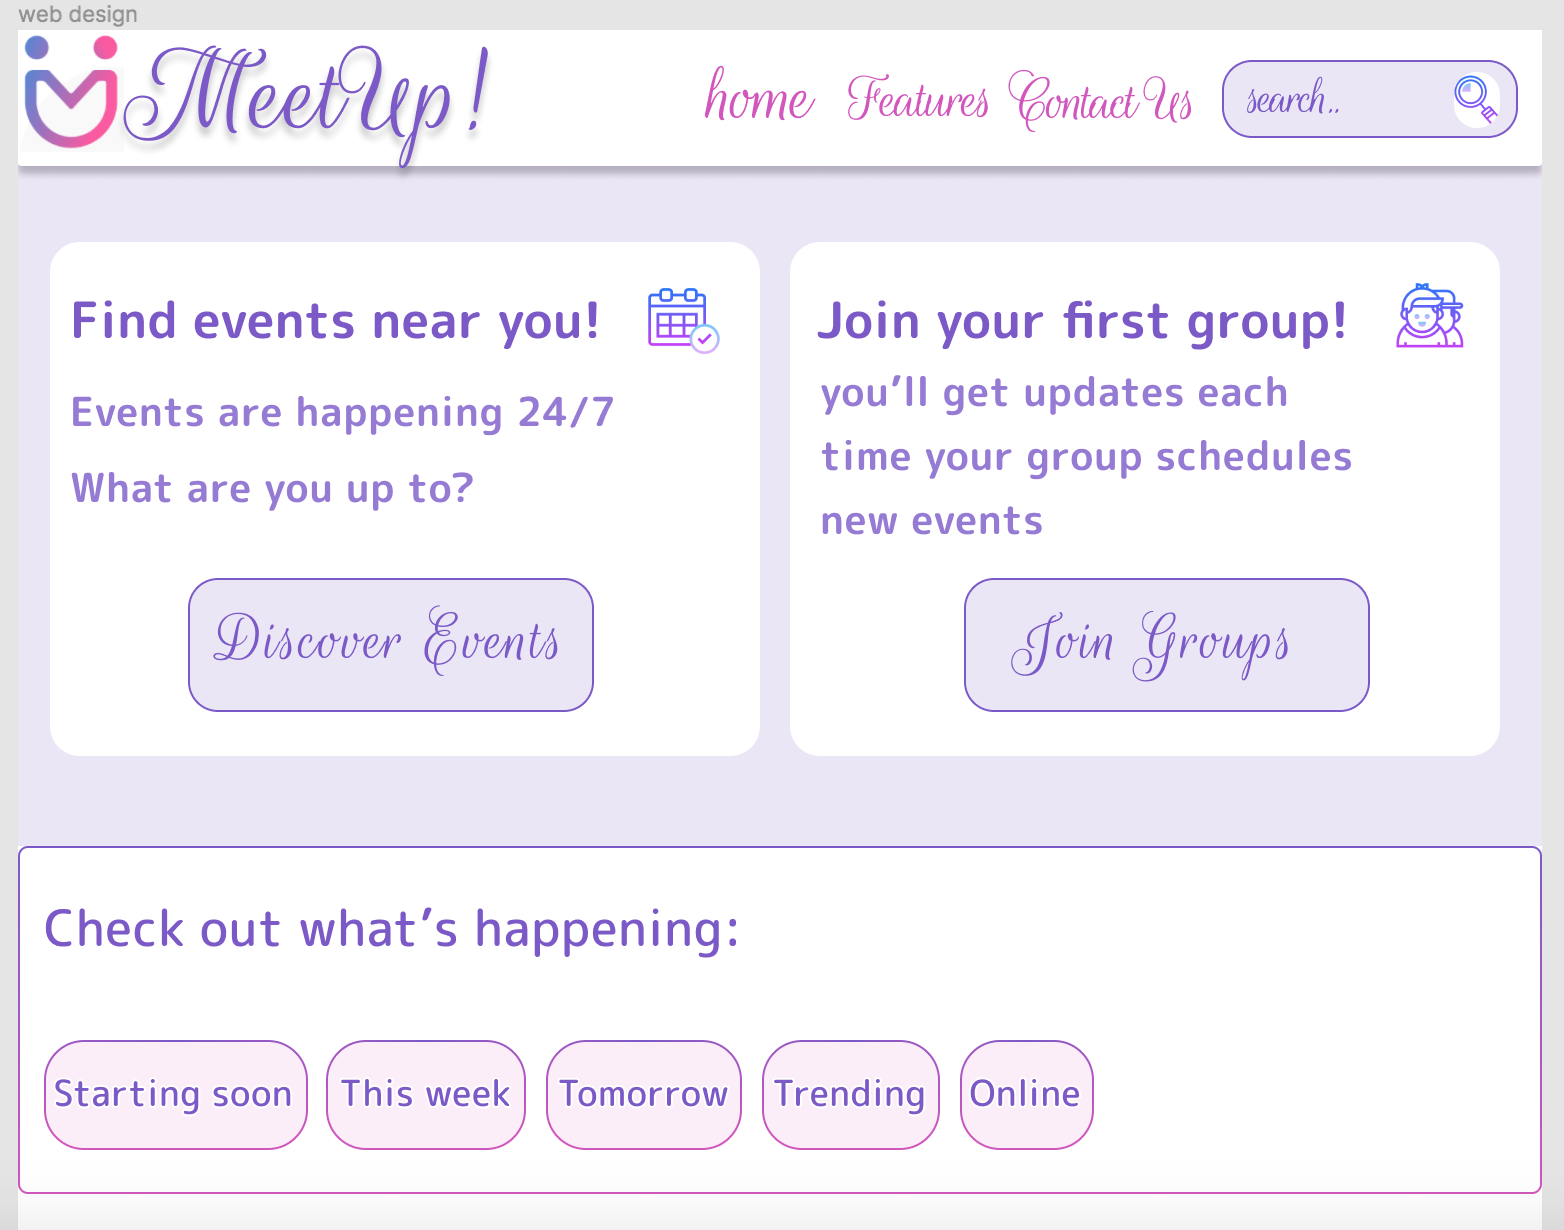 web design
MeetUp!
home Features Contact Us search..
Find events near you!
Events are happening 24/7
What are you up to?
Discover Events
Join your first group!
you’ll get updates each
time your group schedules
new events
Join Groups
Check out what’s happening:
Starting soon This week Tomorrow Trending Online